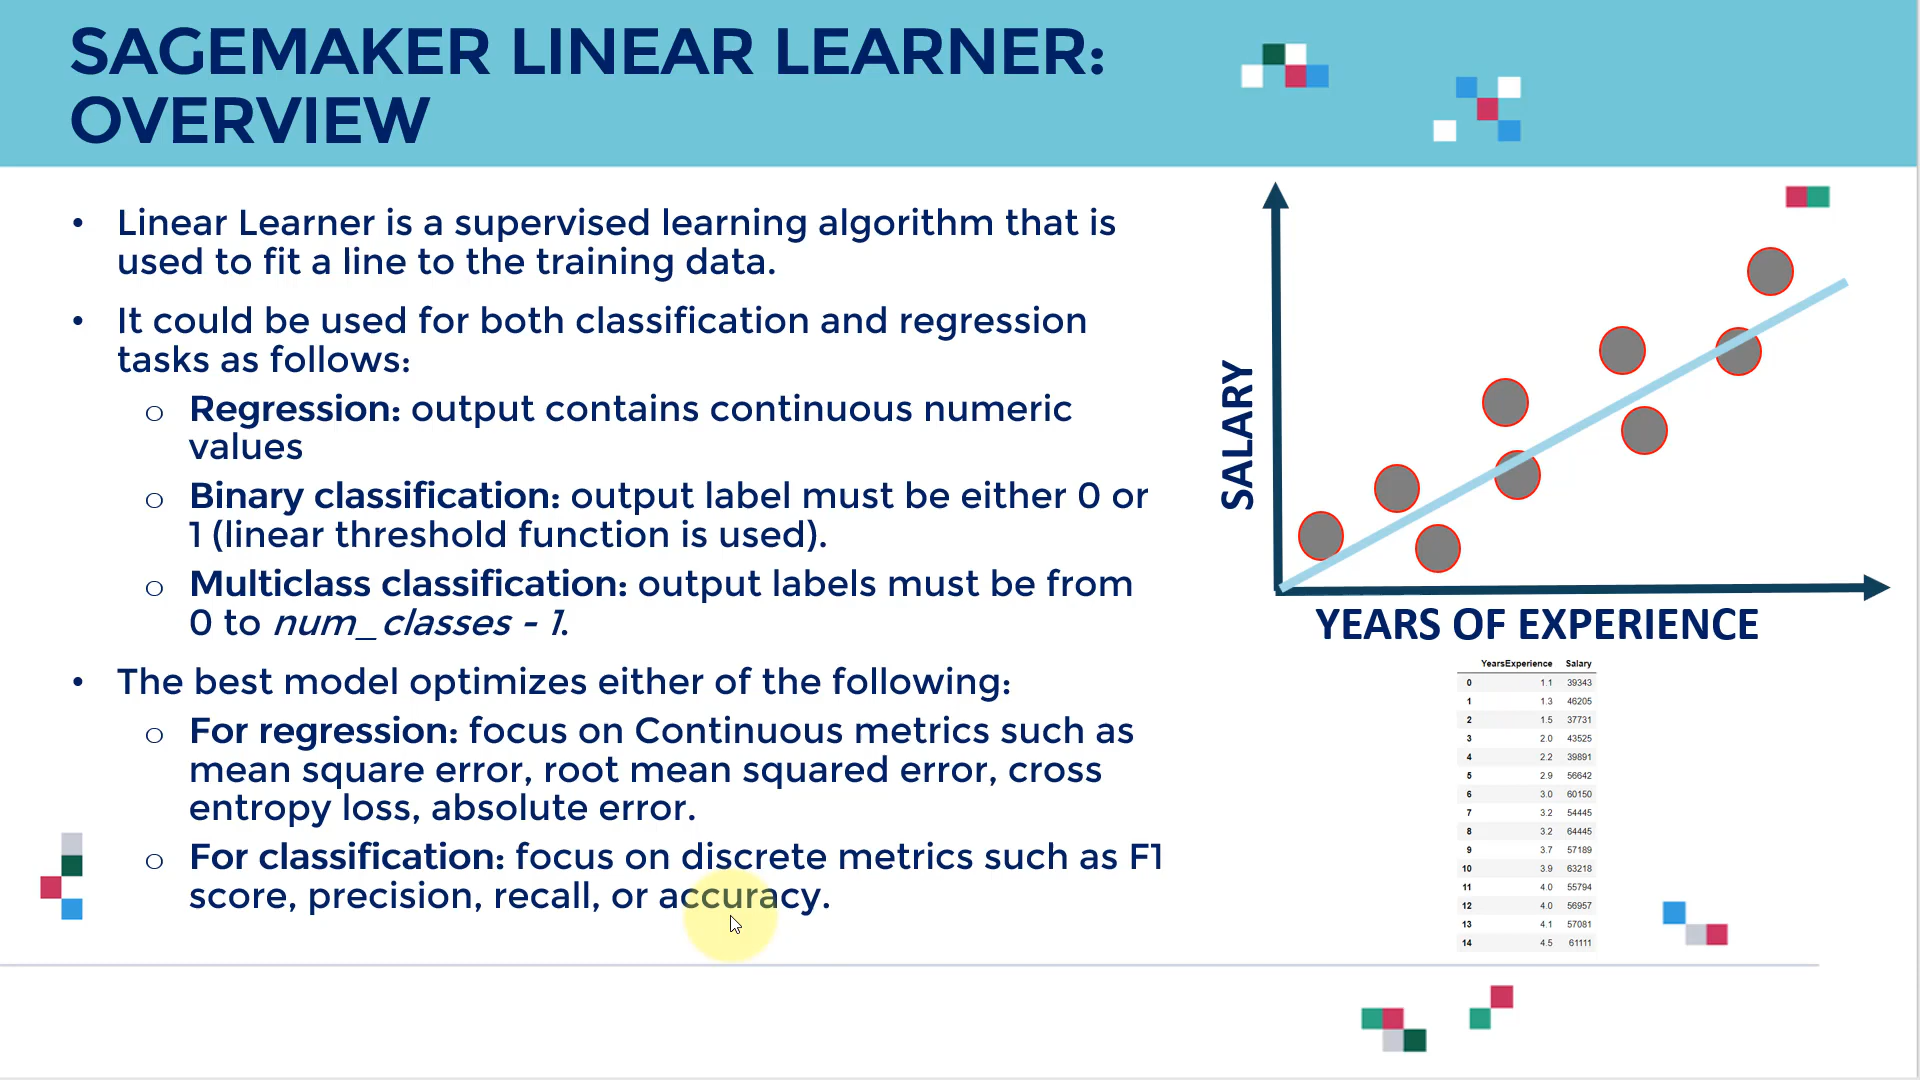 SAGEMAKER LINEAR LEARNER:
OVERVIEW
• Linear Learner is a supervised learning algorithm that is
used to fit a line to the training data.
• It could be used for both classification and regression
tasks as follows:
o Regression: output contains continuous numeric
values
o Binary classification: output label must be either 0 or
1 (linear threshold function is used).
o Multiclass classification: output labels must be from
0 to num_classes - 1.
• The best model optimizes either of the following:
o For regression: focus on Continuous metrics such as
mean square error, root mean squared error, cross
entropy loss, absolute error.
o For classification: focus on discrete metrics such as F1
score, precision, recall, or accuracy.
SALARY
YEARS OF EXPERIENCE
YearsExperience Salary
0 1.1 39343
1 1.3 46205
2 1.5 37731
3 2.0 43525
4 2.2 39891
5 2.9 56642
6 3.0 60150
7 3.2 54445
8 3.2 64445
9 3.7 57189
10 3.9 63218
11 4.0 55794
12 4.0 56957
13 4.1 57081
14 4.5 61111